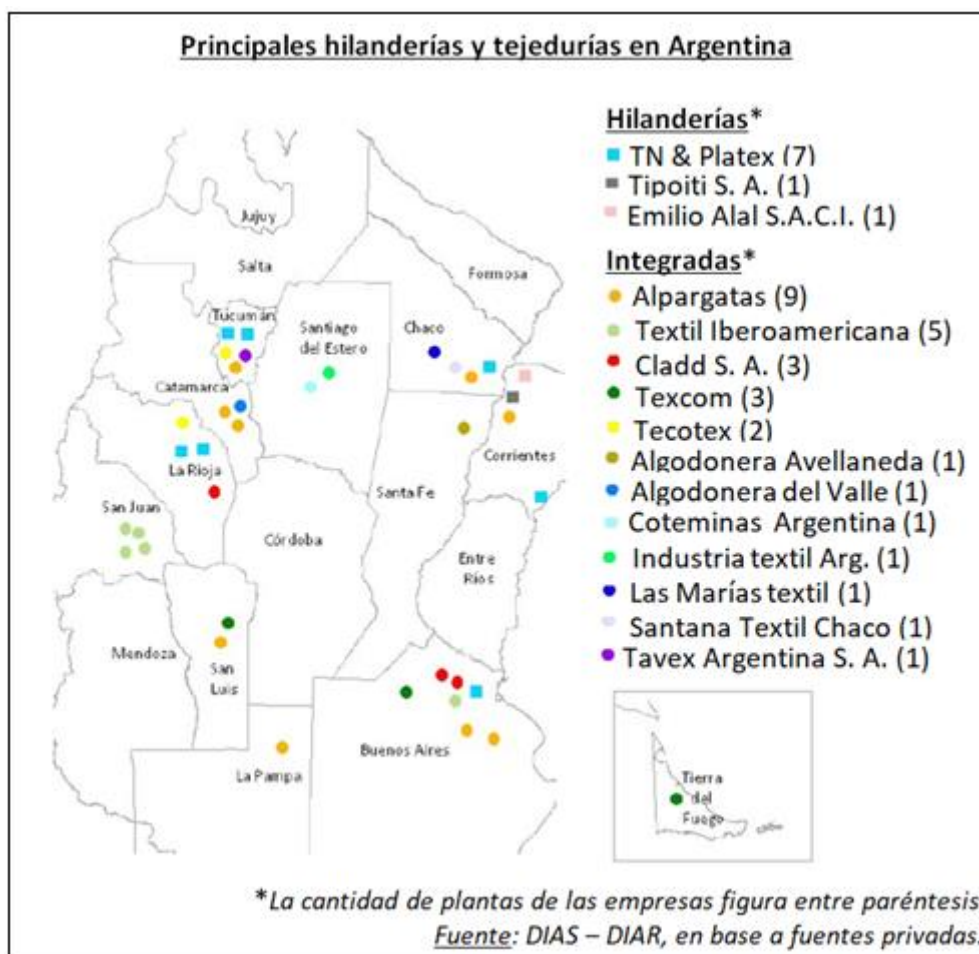 Principales hilanderías y tejedurías en Argentina
Hilanderías*
TN & Platex (7)
Tipoiti S. A. (1)
Emilio Alal S.A.C.I. (1)
Integradas*
Alpargatas (9)
Textil Iberoamericana (5)
Cladd S. A. (3)
Texcom (3)
Tecotex (2)
Algodonera Avellaneda (1)
Algodonera del Valle (1)
Coteminas Argentina (1)
Industria textil Arg. (1)
Las Marías textil (1)
Santana Textil Chaco (1)
Tavex Argentina S. A. (1)
Jujuy
Salta
Formosa
Tucumán
Santiago
del Estero
Chaco
Catamarca
Corrientes
La Rioja
Santa Fe
San Juan
Córdoba
Entre
Ríos
Mendoza
San
Luis
Buenos Aires
La Pampa
Tierra
del
Fuego
*La cantidad de plantas de las empresas figura entre paréntesis
Fuente: DIAS – DIAR, en base a fuentes privadas.